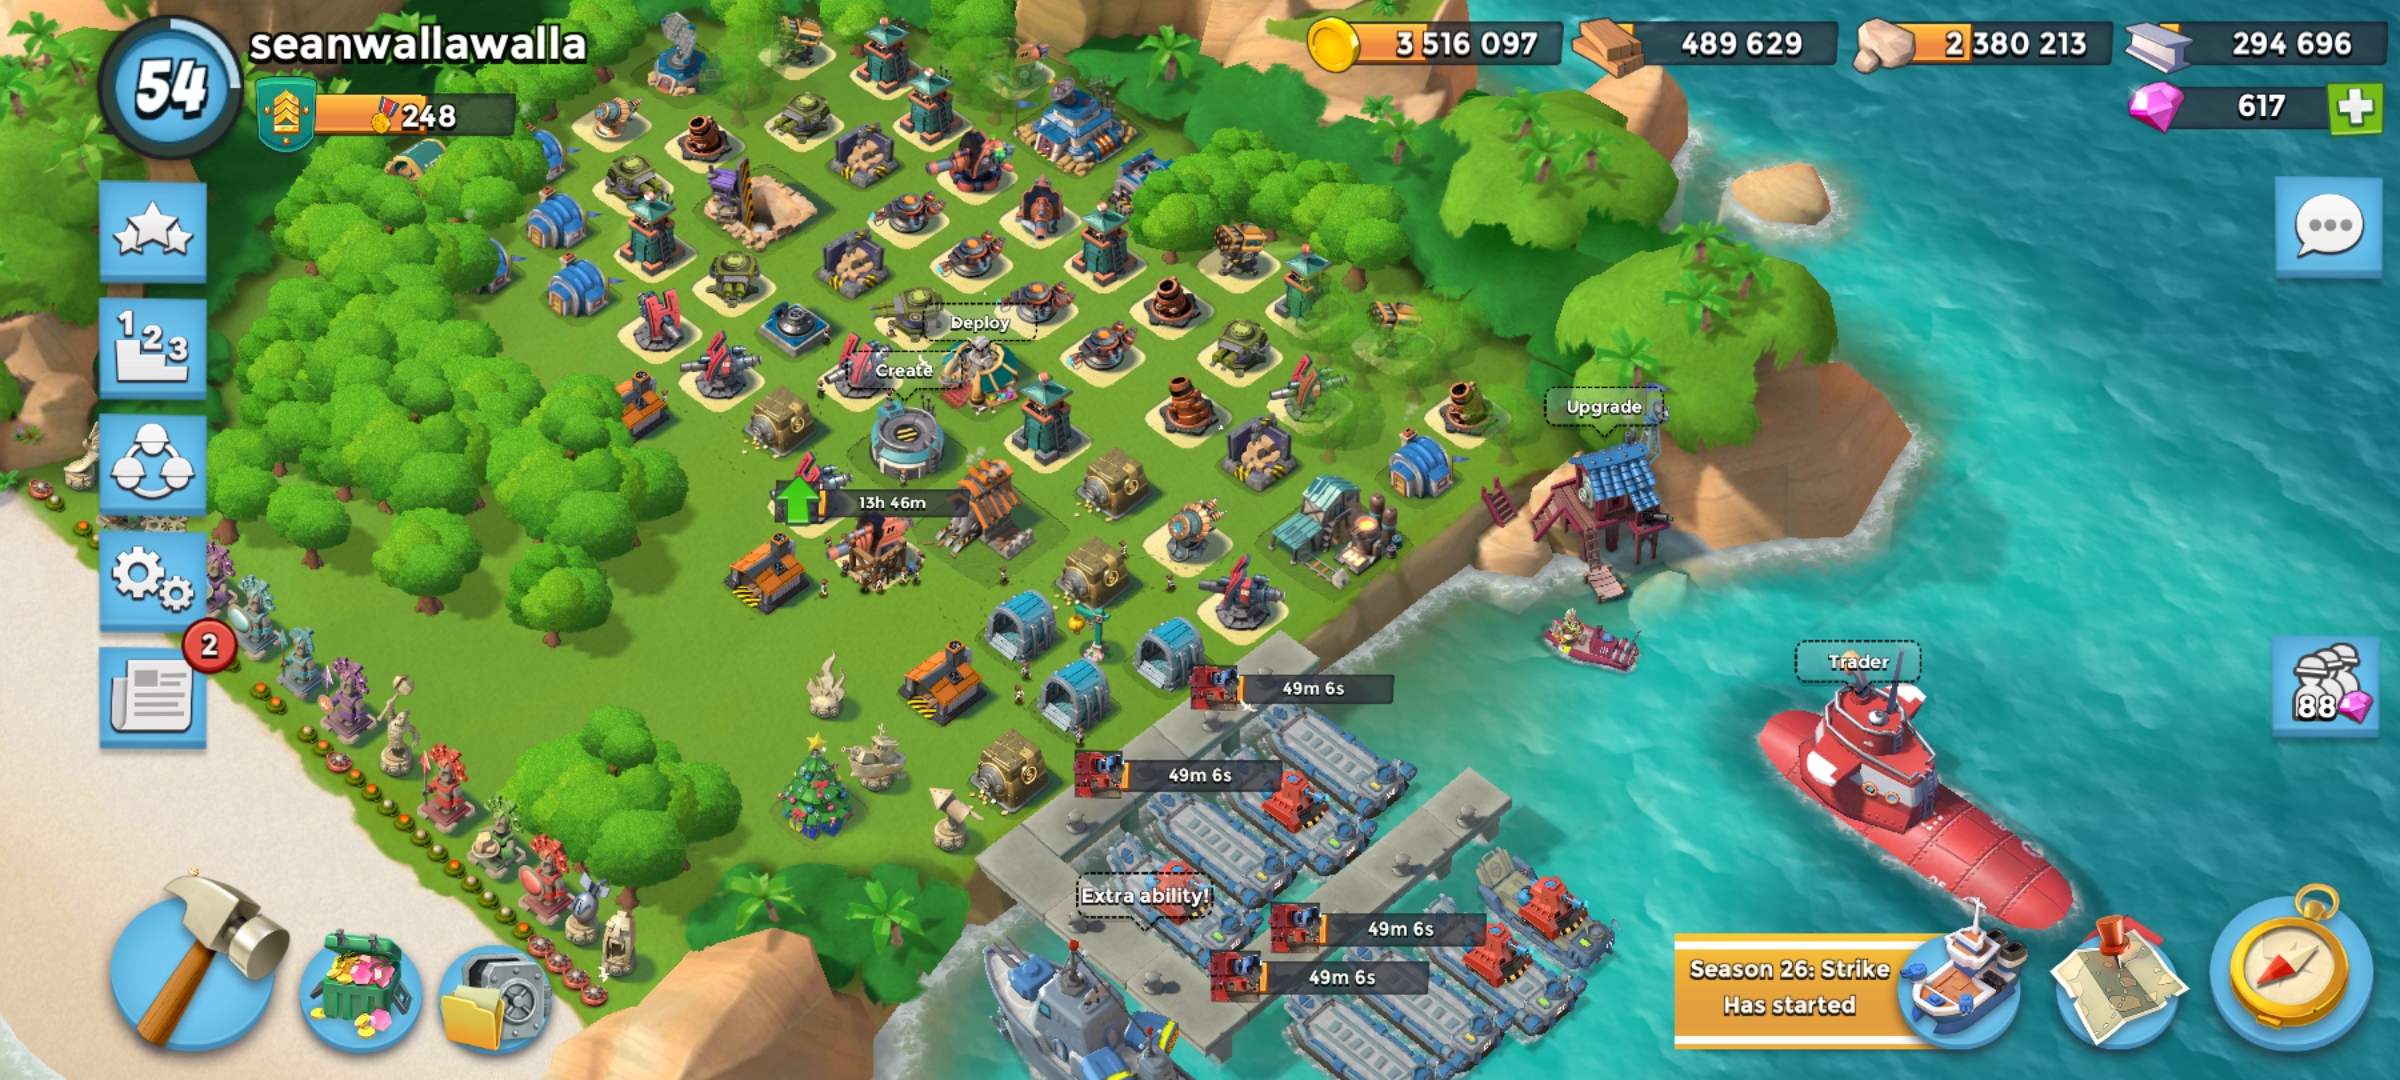 54
seanwallawalla
248
3 516 097
489 629
2 380 213
294 696
617
123
Deploy
Create
Upgrade
13h 46m
2
Trader
88
49m 6s
49m 6s
Extra ability!
49m 6s
49m 6s
Season 26: Strike
Has started